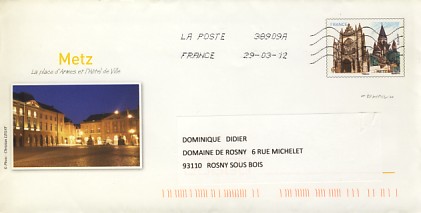 LA POSTE 38909A
FRANCE 29-03-12
FRANCE
Metz
La place d'Armes et l'Hôtel de Ville
DOMINIQUE DIDIER
DOMAINE DE ROSNY 6 RUE MICHELET
93110 ROSNY SOUS BOIS